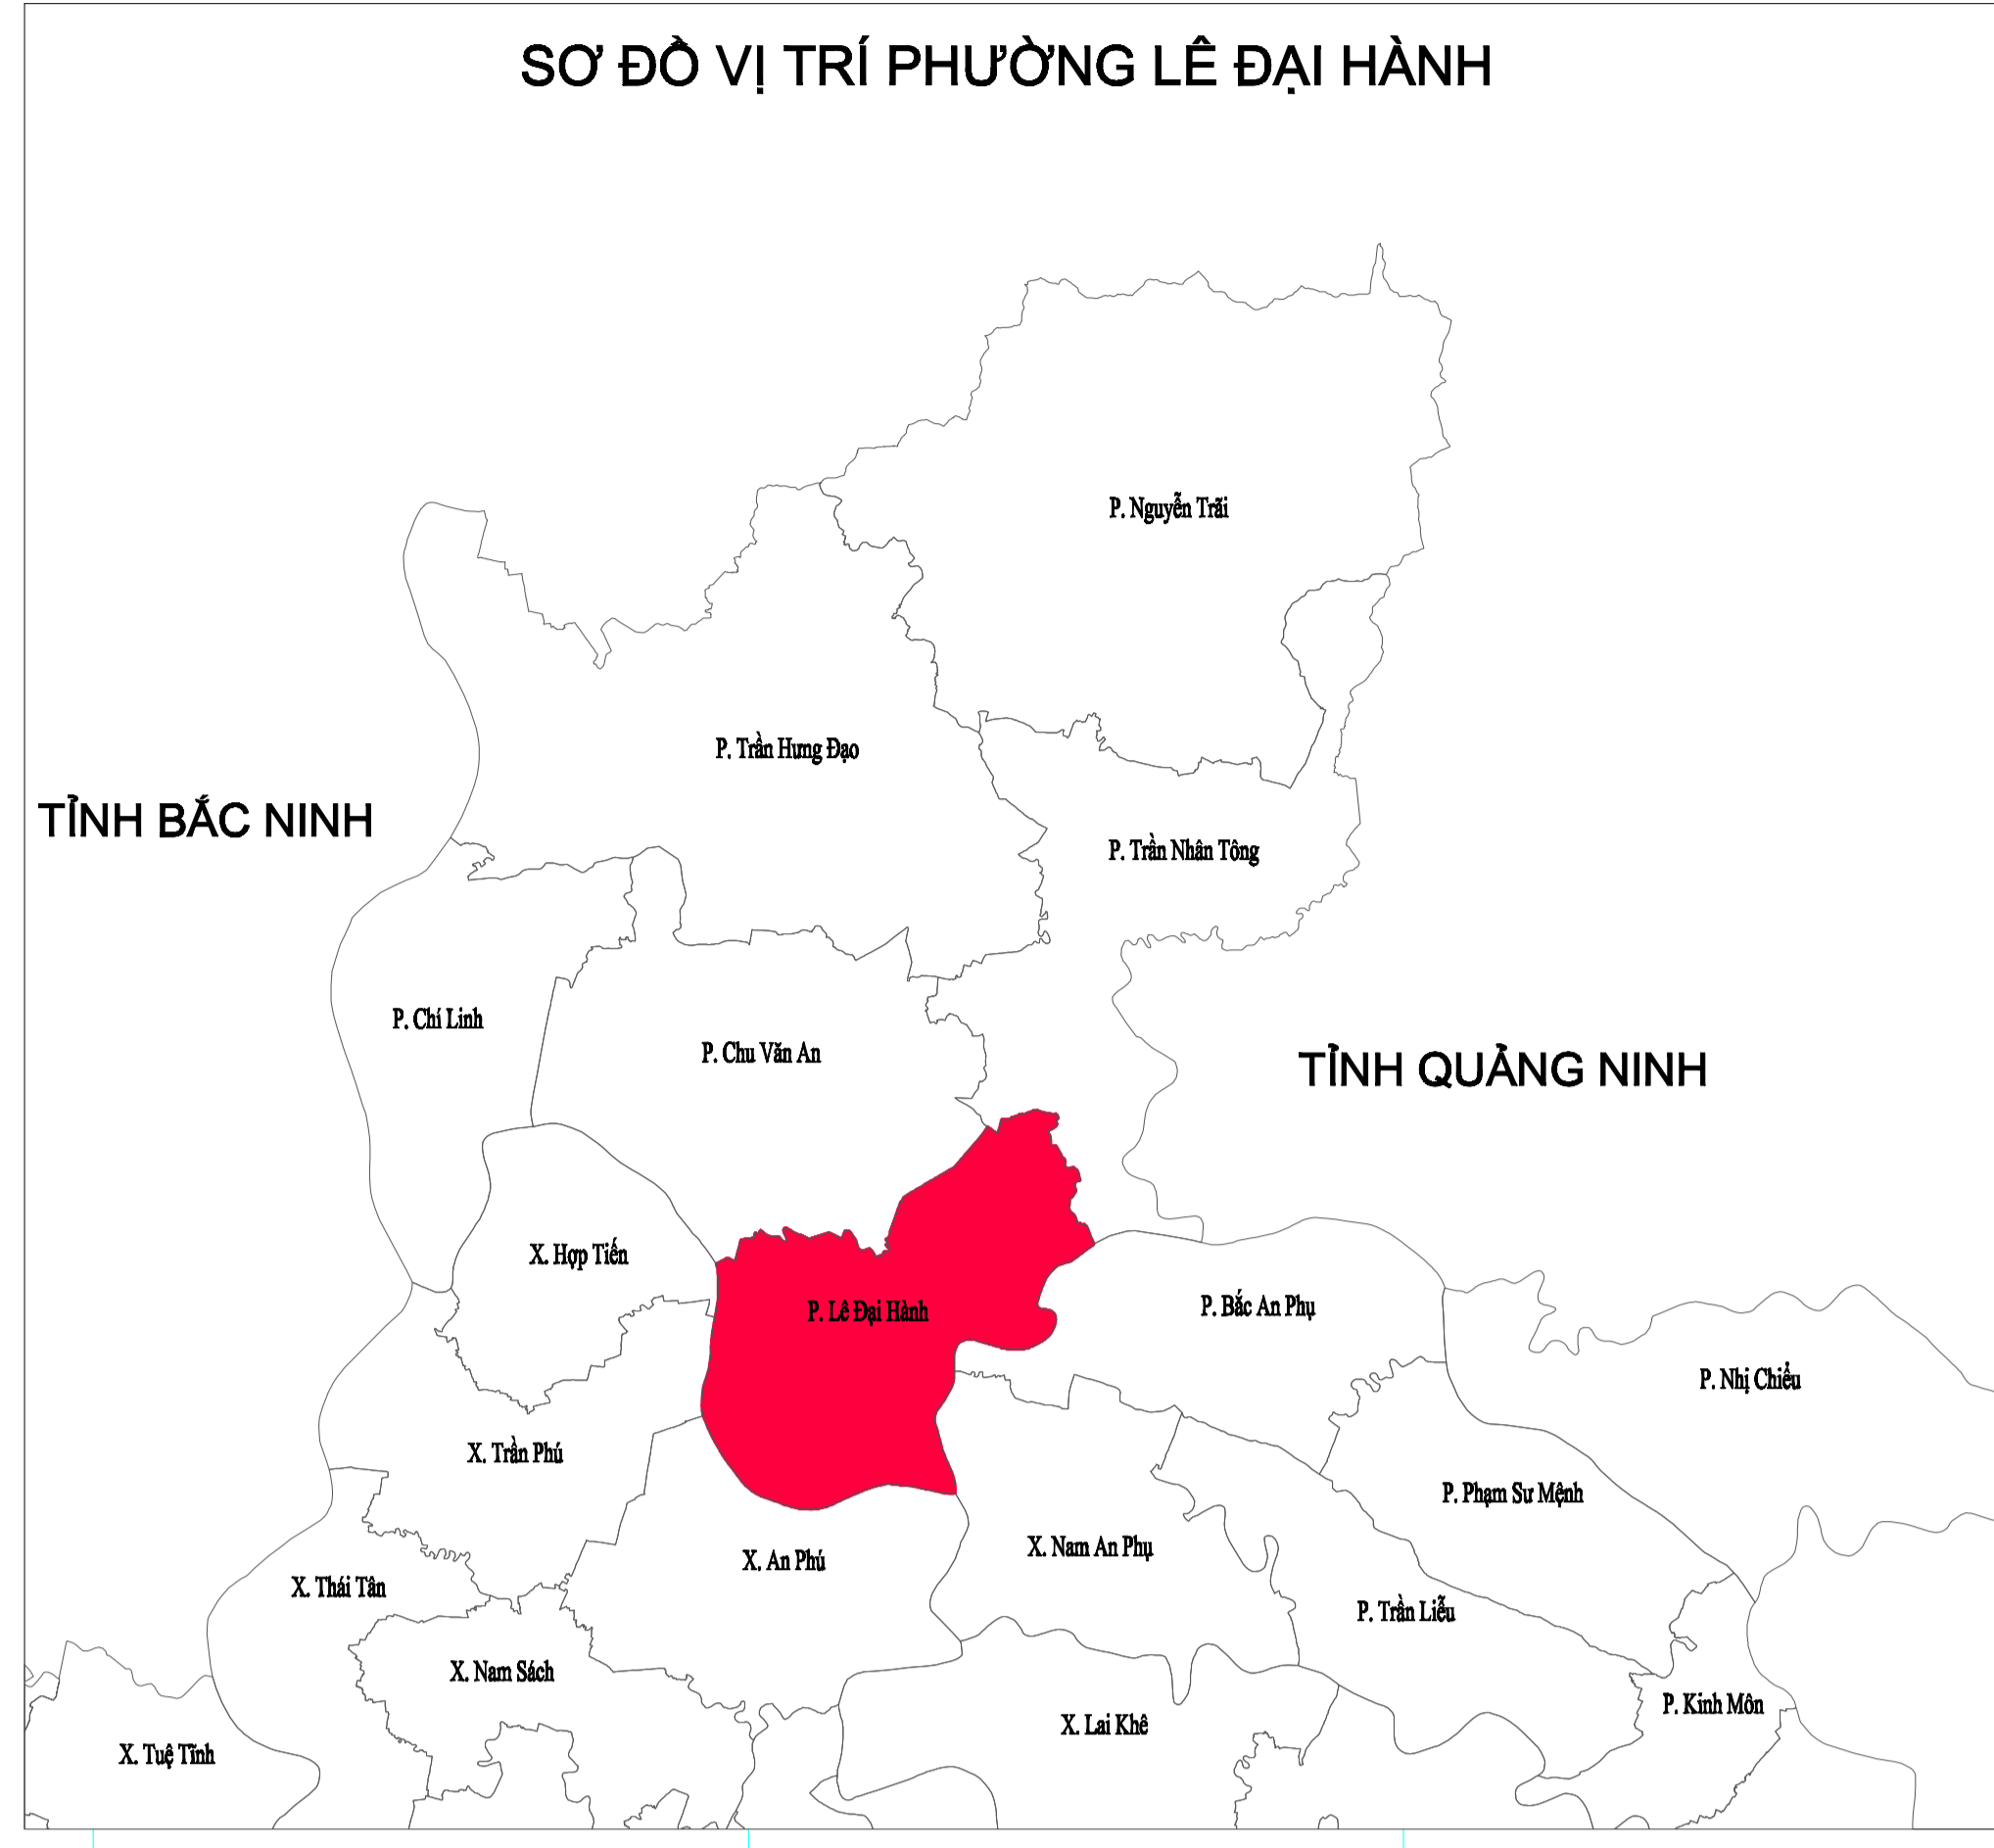 SƠ ĐỒ VỊ TRÍ PHƯỜNG LÊ ĐẠI HÀNH
P. Nguyễn Trãi
P. Trần Hưng Đạo
TỈNH BẮC NINH
P. Trần Nhân Tông
P. Chí Linh
P. Chu Văn An
TỈNH QUẢNG NINH
X. Hợp Tiến
P. Lê Đại Hành
P. Bắc An Phụ
P. Nhị Chiểu
X. Trần Phú
P. Phạm Sư Mệnh
X. Nam An Phụ
X. An Phú
X. Thái Tân
P. Trần Liễu
X. Nam Sách
P. Kinh Môn
X. Lai Khê
X. Tuệ Tĩnh